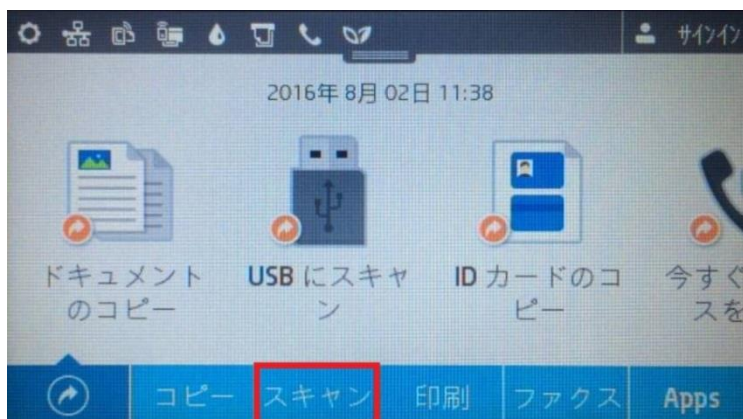 サインイン
2016年 8月 02日 11:38
ドキュメント
のコピー
USB にスキャ
ン
ID カードのコ
ピー
今すぐ
スを
コピー
スキャン
印刷
ファクス
Apps